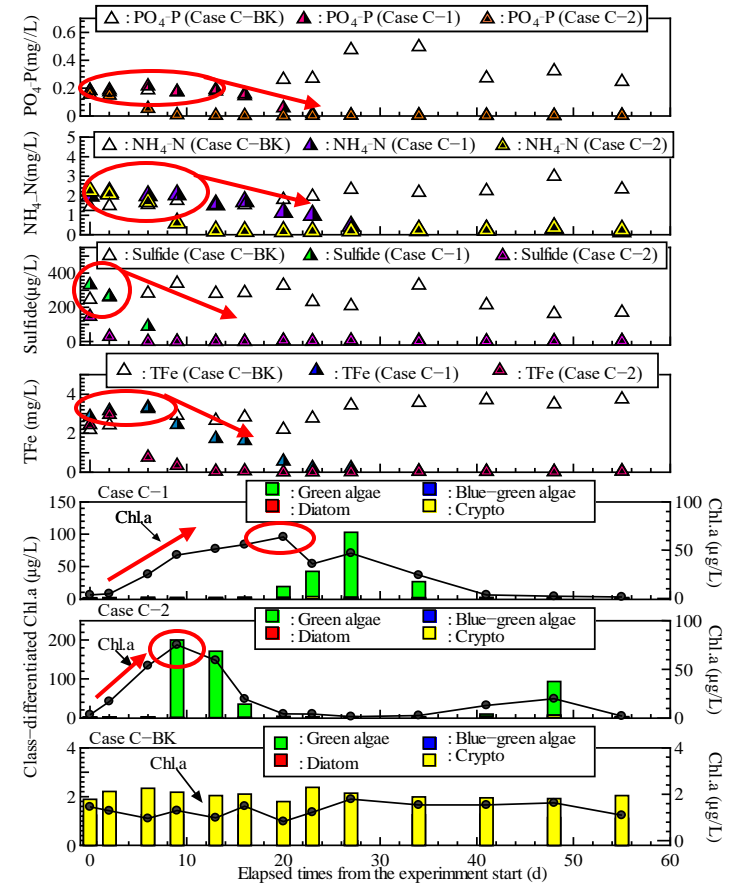 : PO4-P (Case C−BK) : PO4-P (Case C−1) : PO4-P (Case C−2)
PO4-P(mg//L)
0.6
0.4
0.2
0
: NH4-N (Case C−BK) : NH4-N (Case C−1) : NH4-N (Case C−2)
NH4-N(mg/L)
5
4
3
2
1
0
: Sulfide (Case C−BK) : Sulfide (Case C−1) : Sulfide (Case C−2)
Sulfide(µg/L)
400
200
0
: TFe (Case C−BK) : TFe (Case C−1) : TFe (Case C−2)
TFe (mg/L)
4
2
0
Class−differentiated Chl.a (µg/L)
Case C−1
: Green algae : Blue−green algae
: Diatom : Crypto
Chl.a
150
100
50
0
100
50
0
Chl.a (µg/L)
Case C−2
: Green algae : Blue−green algae
: Diatom : Crypto
Chl.a
200
100
0
100
50
0
Chl.a (µg/L)
Case C−BK
: Green algae : Blue−green algae
: Diatom : Crypto
Chl.a
4
2
0
4
2
0
Chl.a (µg/L)
0 10 20 30 40 50 60
Elapsed times from the experimment start (d)